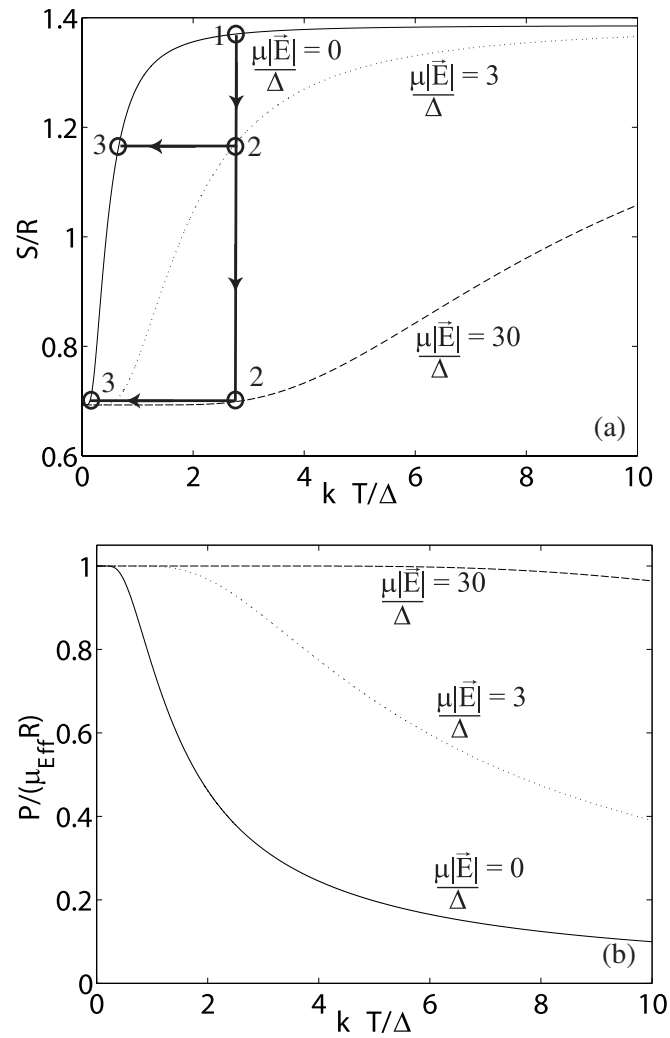 1.4
1
μ|E⃗| = 0
Δ
μ|E⃗| = 3
Δ
1.2
3
2
S/R
1
μ|E⃗| = 30
Δ
0.8
3
2
(a)
0.6
0 2 4 6 8 10
k T/Δ
1
μ|E⃗| = 30
Δ
0.8
μ|E⃗| = 3
Δ
P/(μ_Eff R)
0.6
0.4
μ|E⃗| = 0
Δ
0.2
(b)
0
0 2 4 6 8 10
k T/Δ